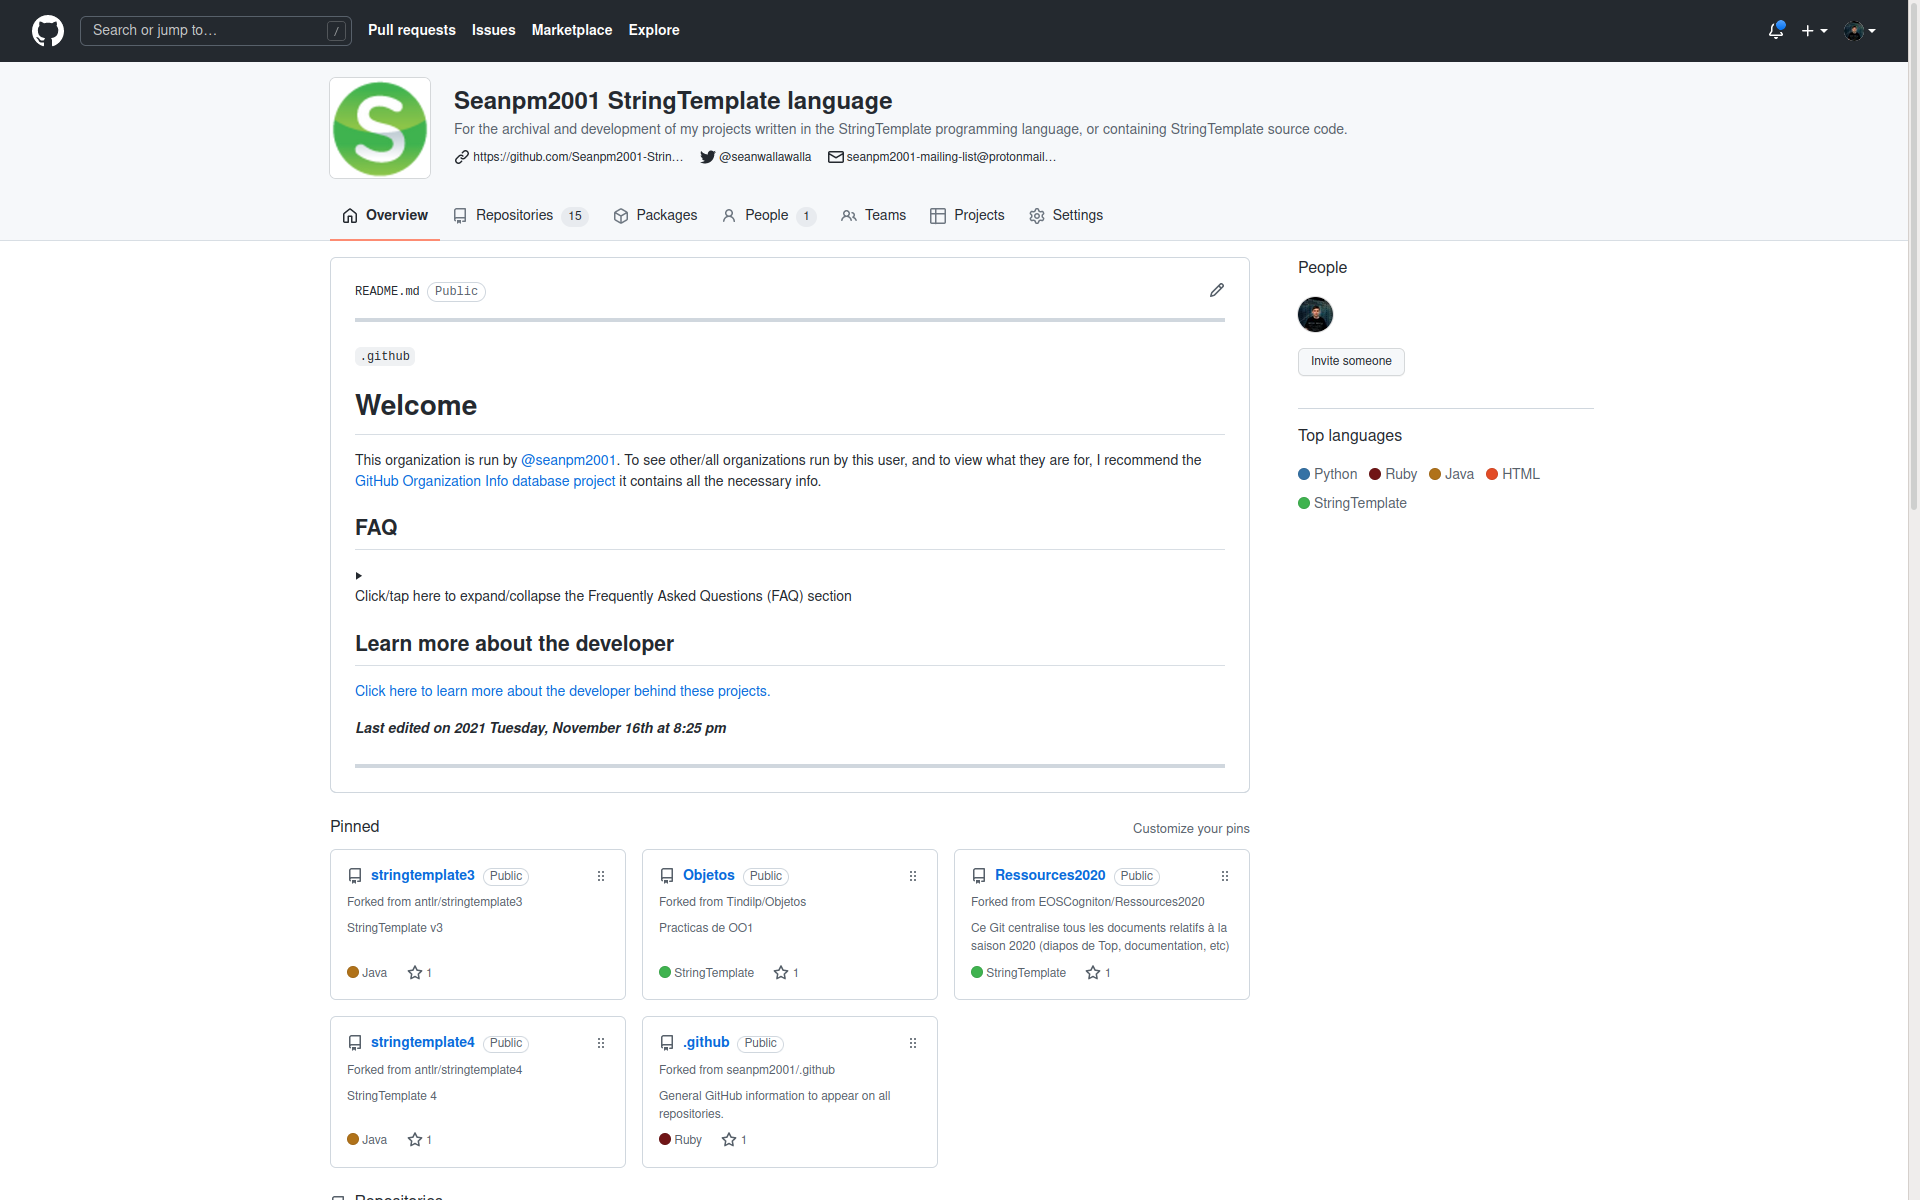 Search or jump to…
/
Pull requests
Issues
Marketplace
Explore
S
Seanpm2001 StringTemplate language
For the archival and development of my projects written in the StringTemplate programming language, or containing StringTemplate source code.
https://github.com/Seanpm2001-Strin…
@seanwallawalla
seanpm2001-mailing-list@protonmail…
Overview
Repositories 15
Packages
People 1
Teams
Projects
Settings
README.md Public
.github
Welcome
This organization is run by @seanpm2001. To see other/all organizations run by this user, and to view what they are for, I recommend the
GitHub Organization Info database project it contains all the necessary info.
FAQ
Click/tap here to expand/collapse the Frequently Asked Questions (FAQ) section
Learn more about the developer
Click here to learn more about the developer behind these projects.
Last edited on 2021 Tuesday, November 16th at 8:25 pm
People
Invite someone
Top languages
Python Ruby Java HTML
StringTemplate
Pinned
Customize your pins
stringtemplate3 Public
Forked from antlr/stringtemplate3
StringTemplate v3
Java 1
Objetos Public
Forked from Tindilp/Objetos
Practicas de OO1
StringTemplate 1
Ressources2020 Public
Forked from EOSCogniton/Ressources2020
Ce Git centralise tous les documents relatifs à la
saison 2020 (diapos de Top, documentation, etc)
StringTemplate 1
stringtemplate4 Public
Forked from antlr/stringtemplate4
StringTemplate 4
Java 1
.github Public
Forked from seanpm2001/.github
General GitHub information to appear on all
repositories.
Ruby 1
Repositories